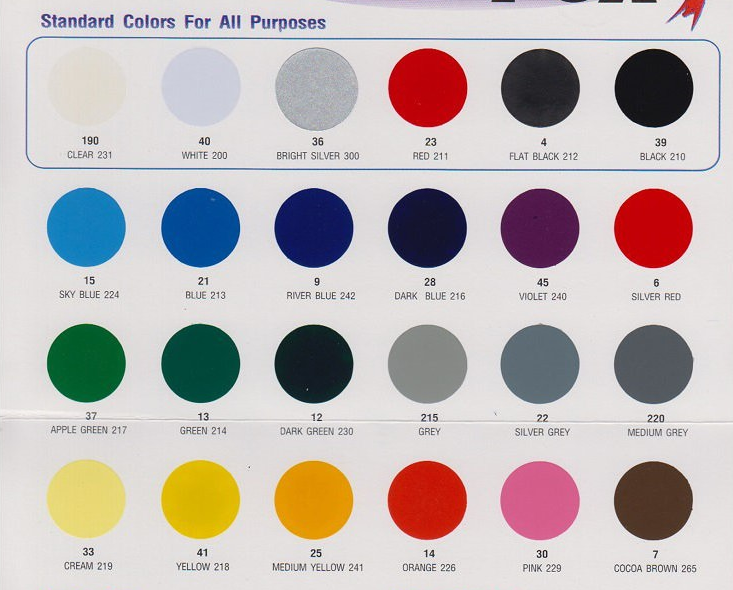 Standard Colors For All Purposes
190 40 36 23 4 39
CLEAR 231 WHITE 200 BRIGHT SILVER 300 RED 211 FLAT BLACK 212 BLACK 210
15 21 9 28 45 6
SKY BLUE 224 BLUE 213 RIVER BLUE 242 DARK BLUE 216 VIOLET 240 SILVER RED
37 13 12 215 22 220
APPLE GREEN 217 GREEN 214 DARK GREEN 230 GREY SILVER GREY MEDIUM GREY
33 41 25 14 30 7
CREAM 219 YELLOW 218 MEDIUM YELLOW 241 ORANGE 226 PINK 229 COCOA BROWN 265